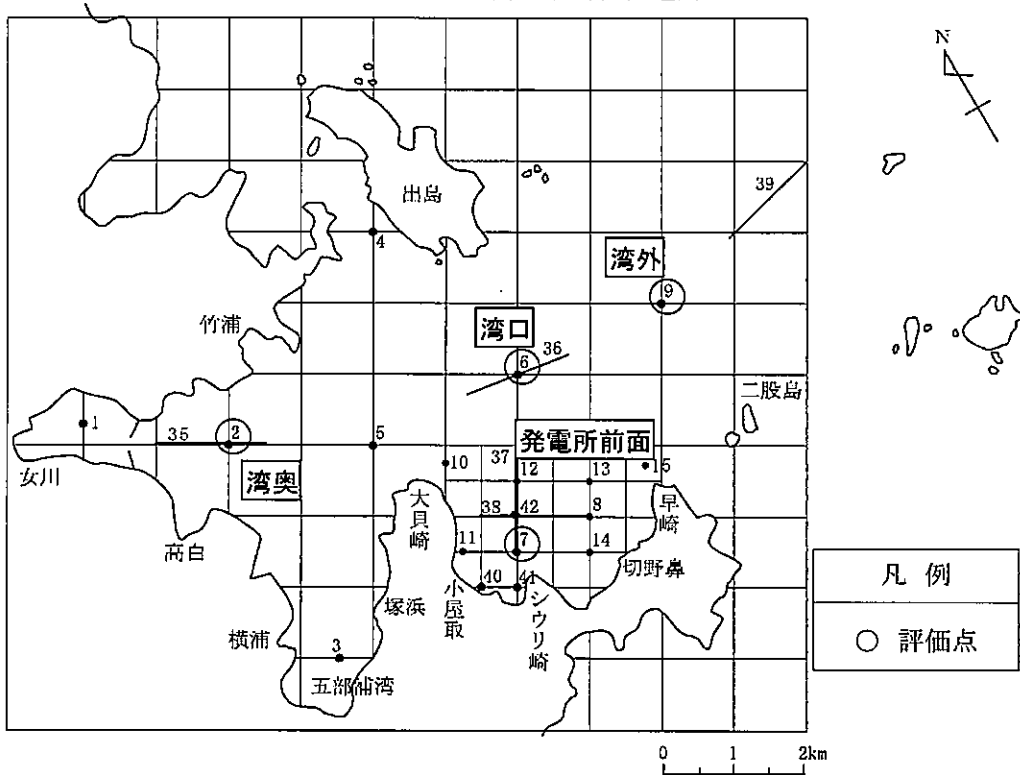 N
出島
39
4
湾外
9
竹浦
湾口
6
36
二股島
1
35
2
5
発電所前面
37
10
12
13
15
女川
湾奥
大貝崎
38
42
8
早崎
高白
11
7
14
切野鼻
40
41
小屋取
シウリ崎
塚浜
横浦
3
五部浦湾
凡例
○ 評価点
0 1 2km